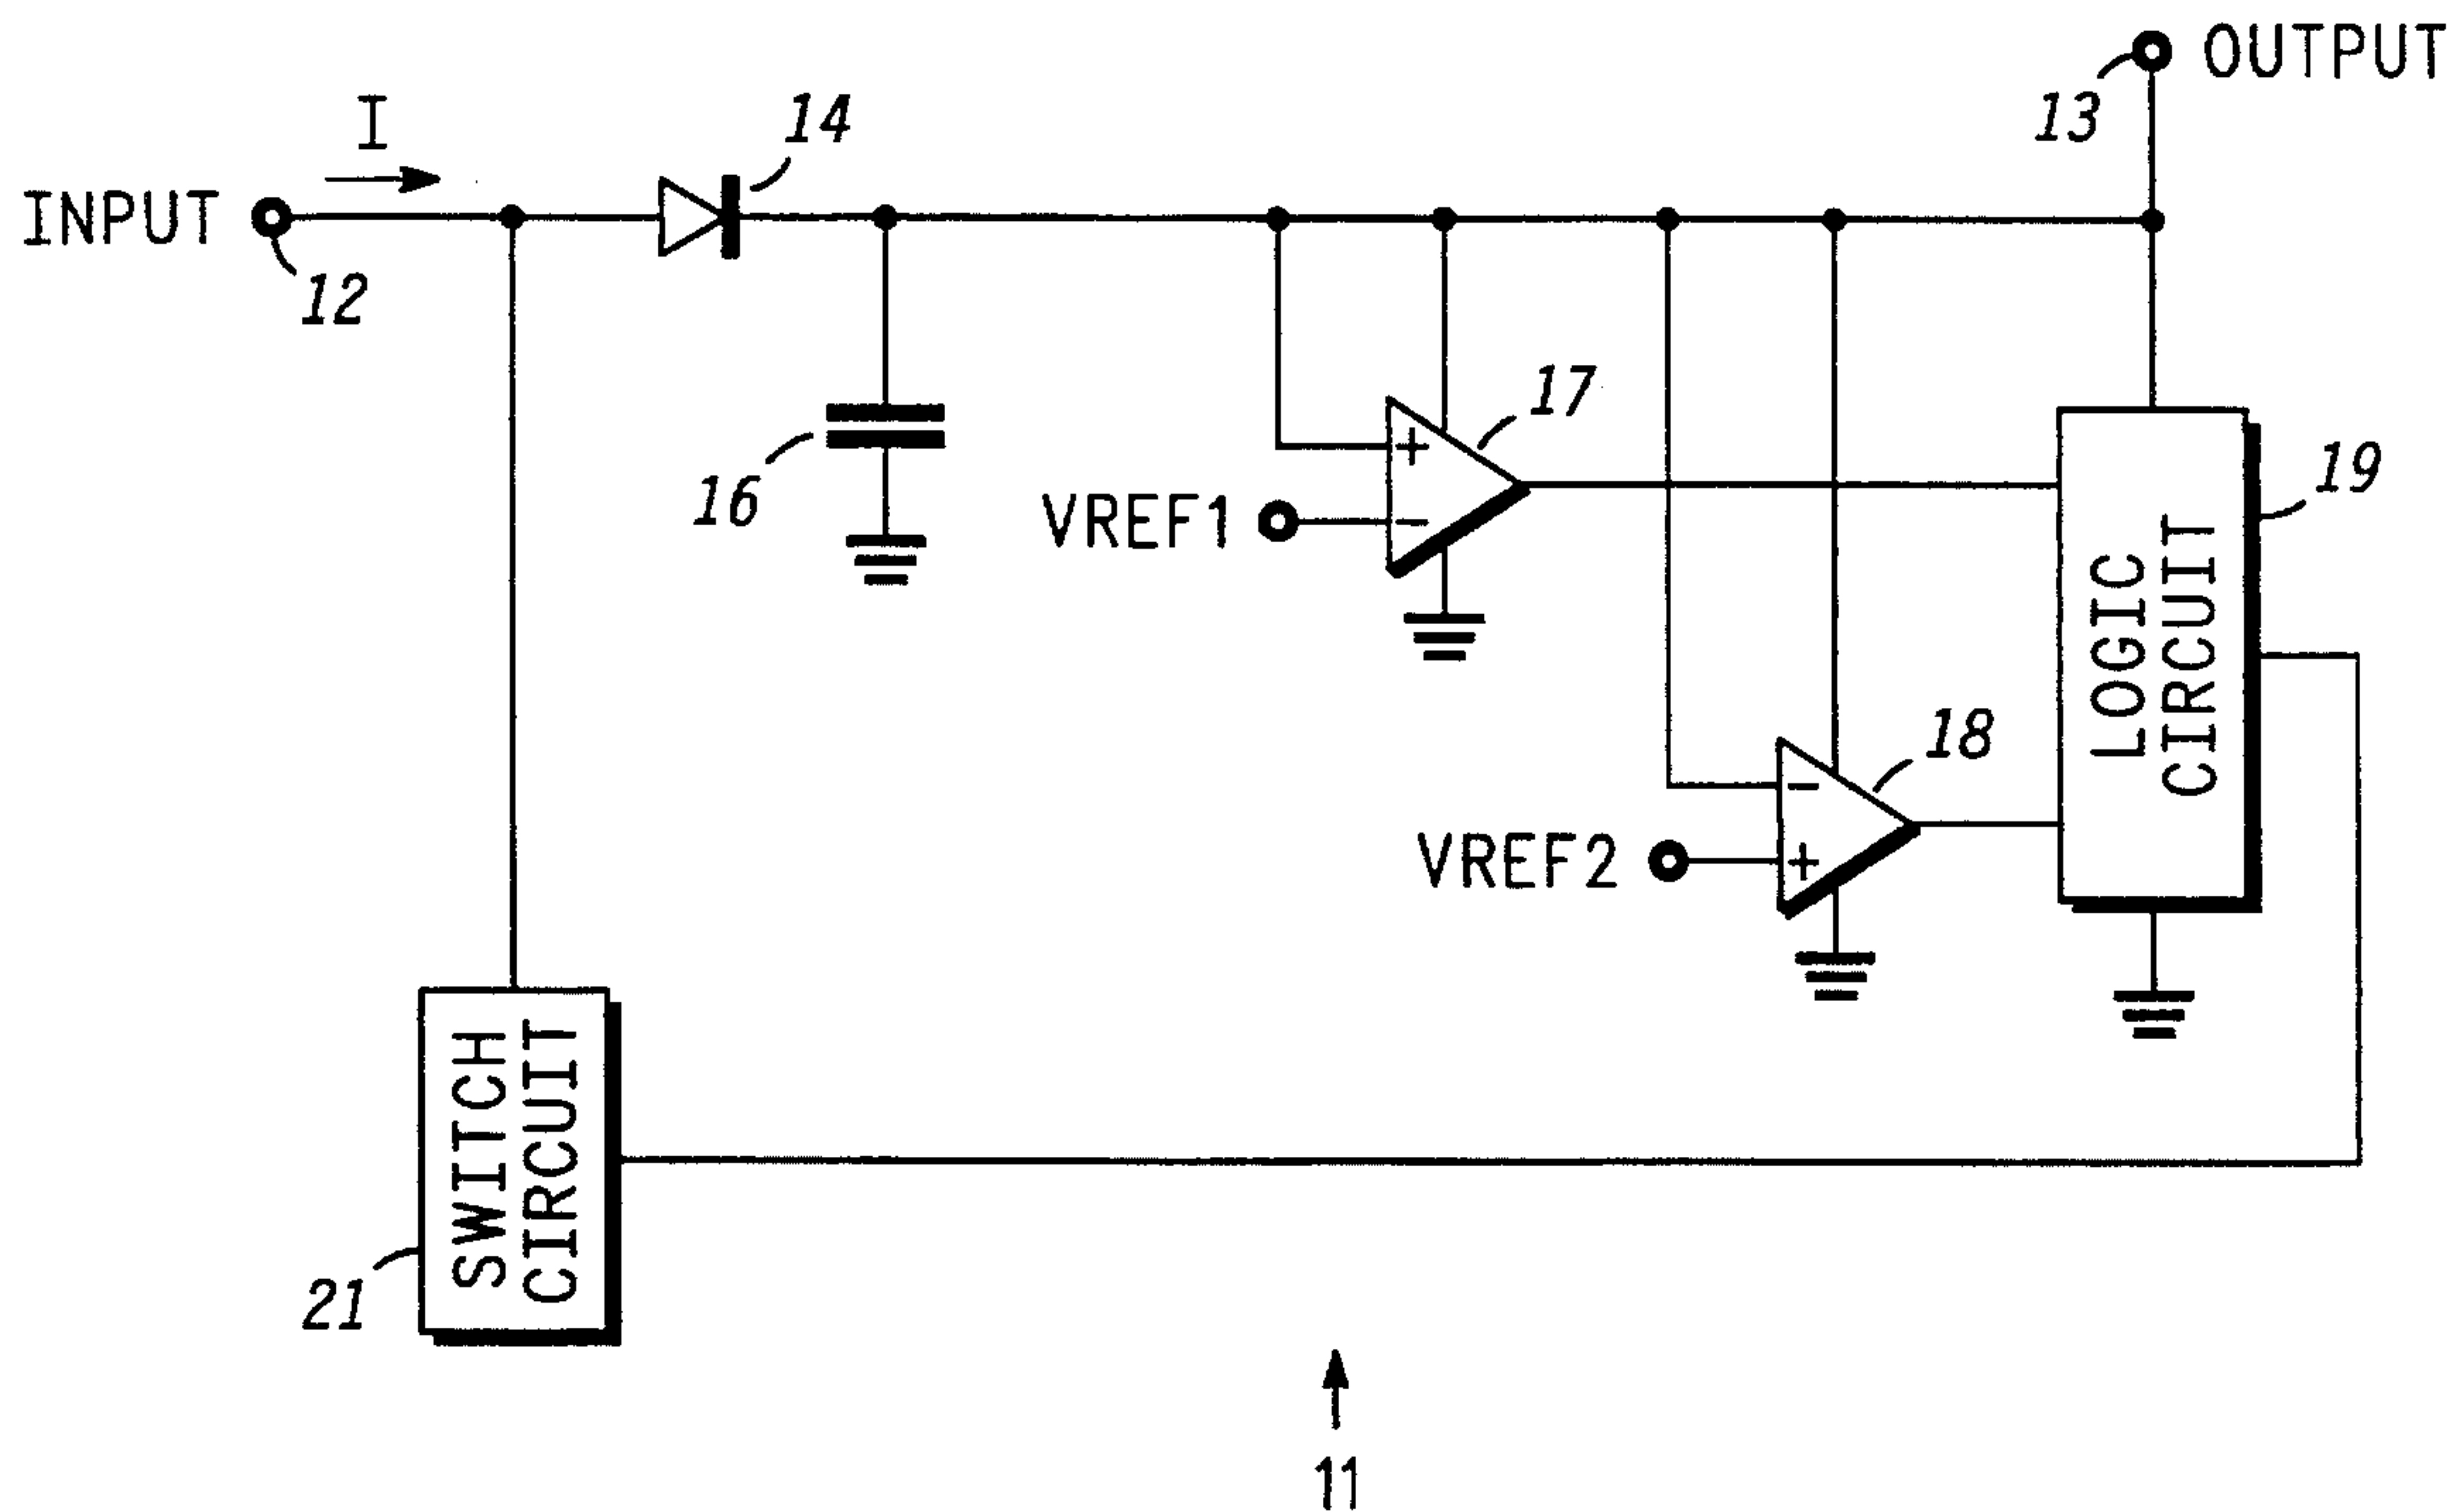 OUTPUT
13
I
14
INPUT
12
17
16
VREF1
+
−
19
LOGIC
CIRCUIT
18
VREF2
−
+
SWITCH
CIRCUIT
21
11